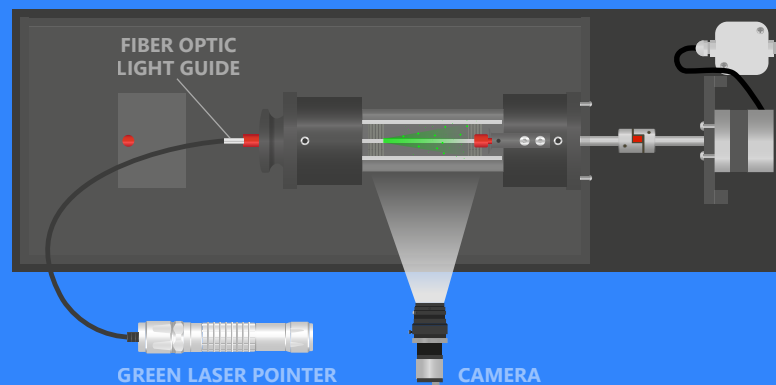 FIBER OPTIC
LIGHT GUIDE
GREEN LASER POINTER
CAMERA